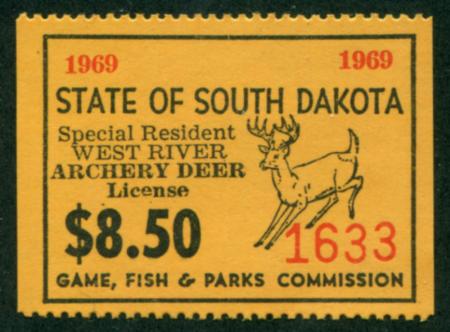 1969 1969
STATE OF SOUTH DAKOTA
Special Resident
WEST RIVER
ARCHERY DEER
License
$8.50
1633
GAME, FISH & PARKS COMMISSION